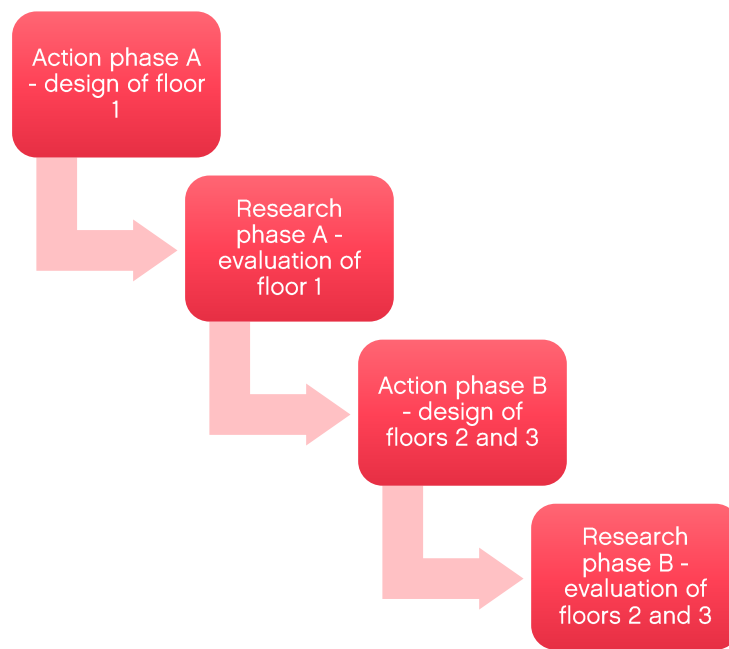 Action phase A
- design of floor
1
Research
phase A -
evaluation of
floor 1
Action phase B
- design of
floors 2 and 3
Research
phase B -
evaluation of
floors 2 and 3